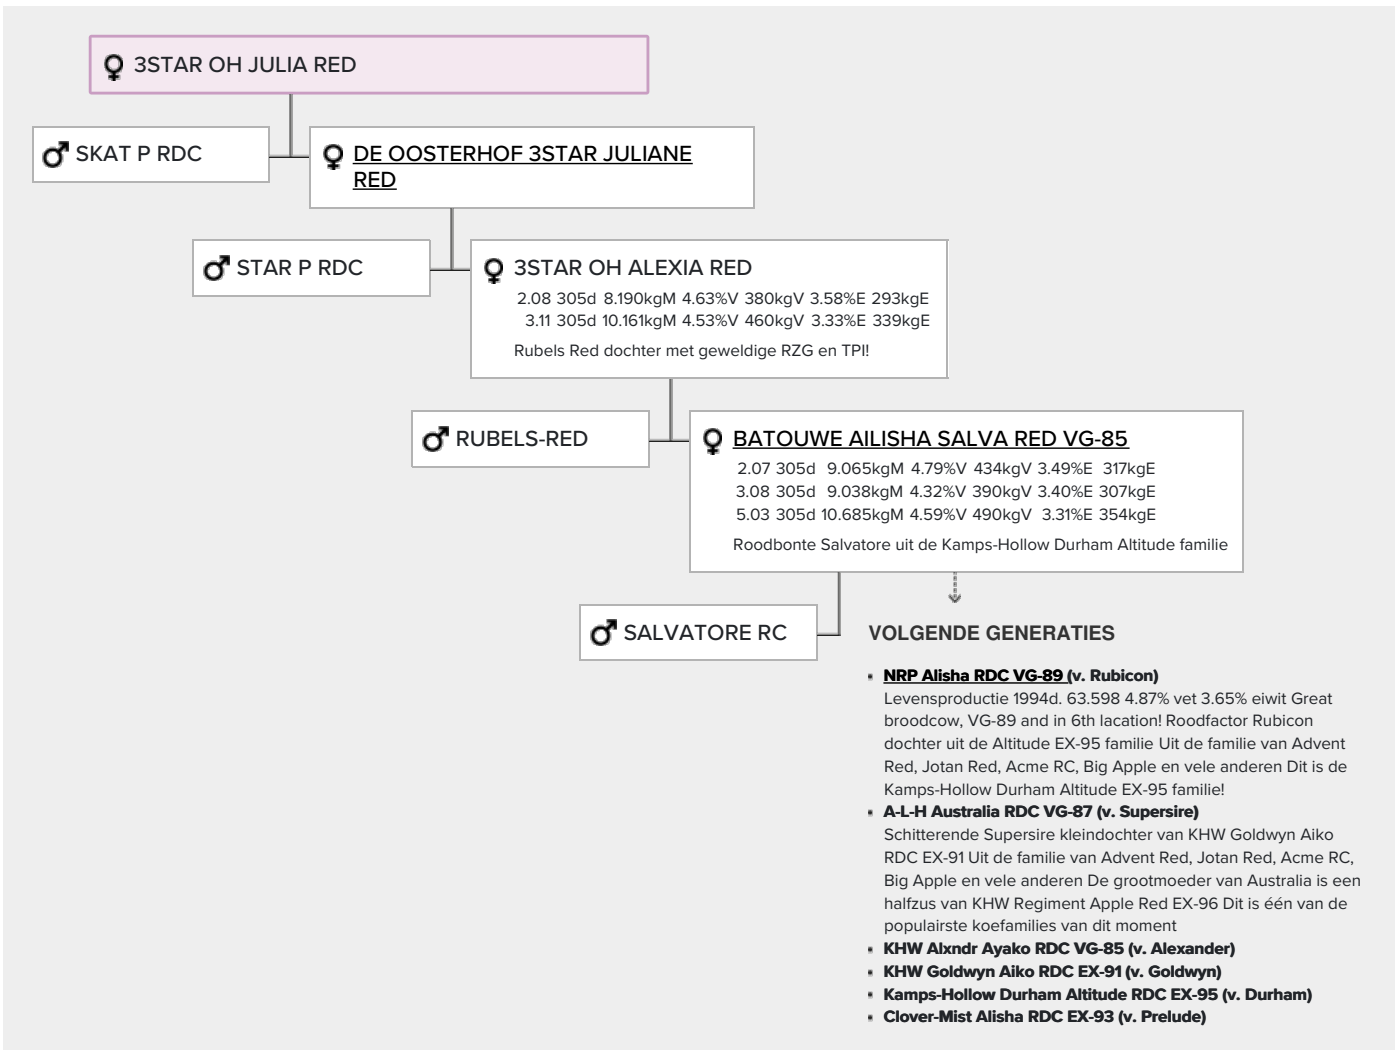 3STAR OH JULIA RED
SKAT P RDC
DE OOSTERHOF 3STAR JULIANE
RED
STAR P RDC
3STAR OH ALEXIA RED
2.08 305d 8.190kgM 4.63%V 380kgV 3.58%E 293kgE
3.11 305d 10.161kgM 4.53%V 460kgV 3.33%E 339kgE
Rubels Red dochter met geweldige RZG en TPI!
RUBELS-RED
BATOUWE AILISHA SALVA RED VG-85
2.07 305d 9.065kgM 4.79%V 434kgV 3.49%E 317kgE
3.08 305d 9.038kgM 4.32%V 390kgV 3.40%E 307kgE
5.03 305d 10.685kgM 4.59%V 490kgV 3.31%E 354kgE
Roodbonte Salvatore uit de Kamps-Hollow Durham Altitude familie
SALVATORE RC
VOLGENDE GENERATIES
NRP Alisha RDC VG-89 (v. Rubicon)
Levensproductie 1994d. 63.598 4.87% vet 3.65% eiwit Great
broodcow, VG-89 and in 6th lacation! Roodfactor Rubicon
dochter uit de Altitude EX-95 familie Uit de familie van Advent
Red, Jotan Red, Acme RC, Big Apple en vele anderen Dit is de
Kamps-Hollow Durham Altitude EX-95 familie!
A-L-H Australia RDC VG-87 (v. Supersire)
Schitterende Supersire kleindochter van KHW Goldwyn Aiko
RDC EX-91 Uit de familie van Advent Red, Jotan Red, Acme RC,
Big Apple en vele anderen De grootmoeder van Australia is een
halfzus van KHW Regiment Apple Red EX-96 Dit is één van de
populairste koefamilies van dit moment
KHW Alxndr Ayako RDC VG-85 (v. Alexander)
KHW Goldwyn Aiko RDC EX-91 (v. Goldwyn)
Kamps-Hollow Durham Altitude RDC EX-95 (v. Durham)
Clover-Mist Alisha RDC EX-93 (v. Prelude)